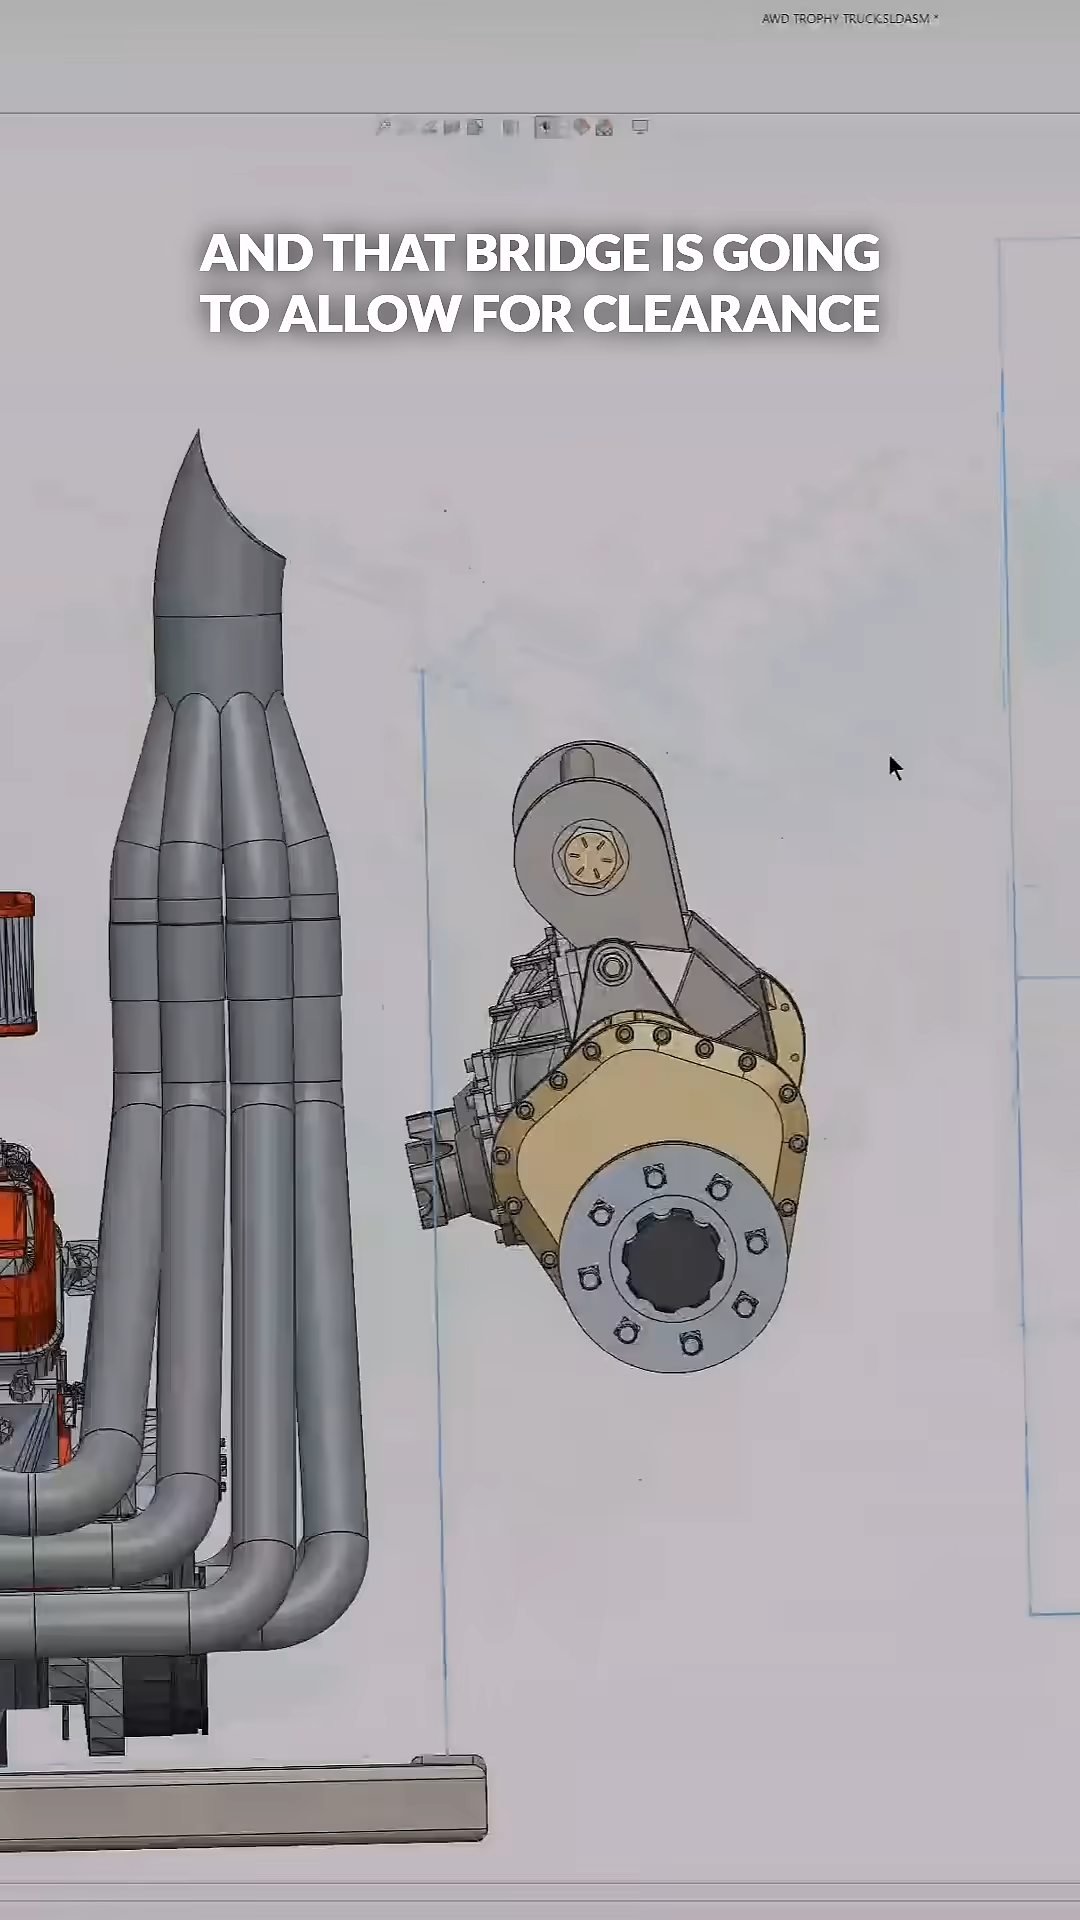 AWD TROPHY TRUCK.SLDASM *
AND THAT BRIDGE IS GOING
TO ALLOW FOR CLEARANCE